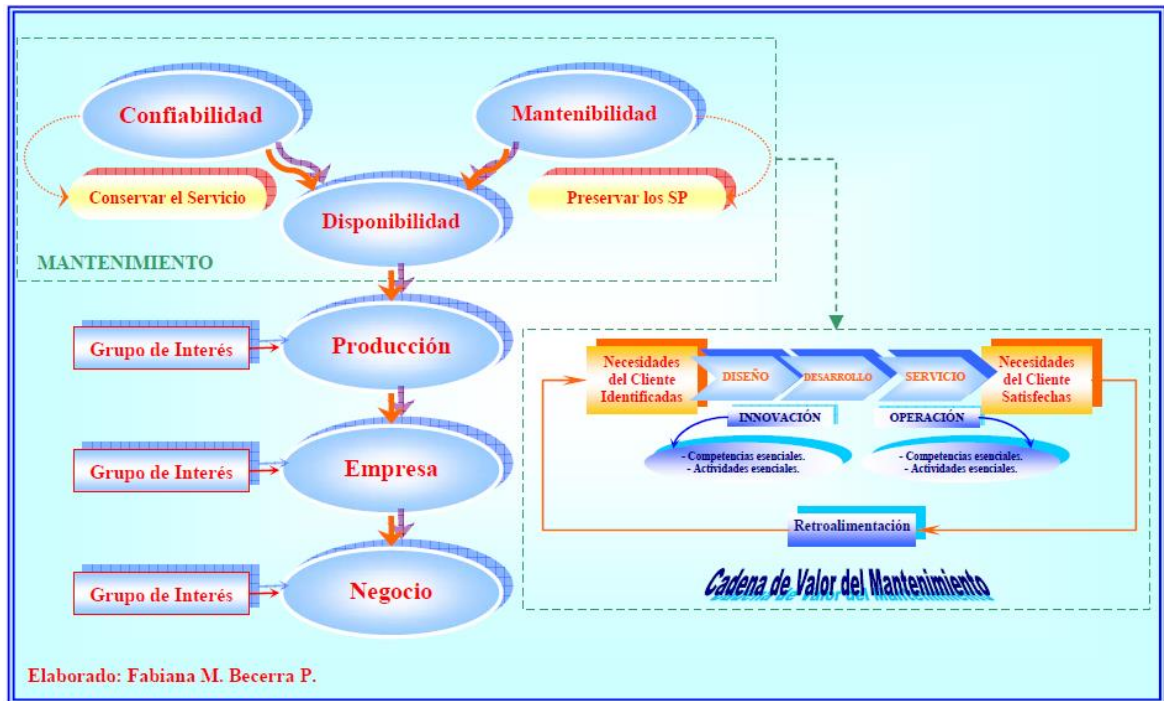 Confiabilidad
Mantenibilidad
Conservar el Servicio
Preservar los SP
Disponibilidad
MANTENIMIENTO
Grupo de Interés
Producción
Grupo de Interés
Empresa
Grupo de Interés
Negocio
Necesidades
del Cliente
Identificadas
DISEÑO
DESARROLLO
SERVICIO
Necesidades
del Cliente
Satisfechas
INNOVACIÓN
OPERACIÓN
- Competencias esenciales.
- Actividades esenciales.
- Competencias esenciales.
- Actividades esenciales.
Retroalimentación
Cadena de Valor del Mantenimiento
Elaborado: Fabiana M. Becerra P.